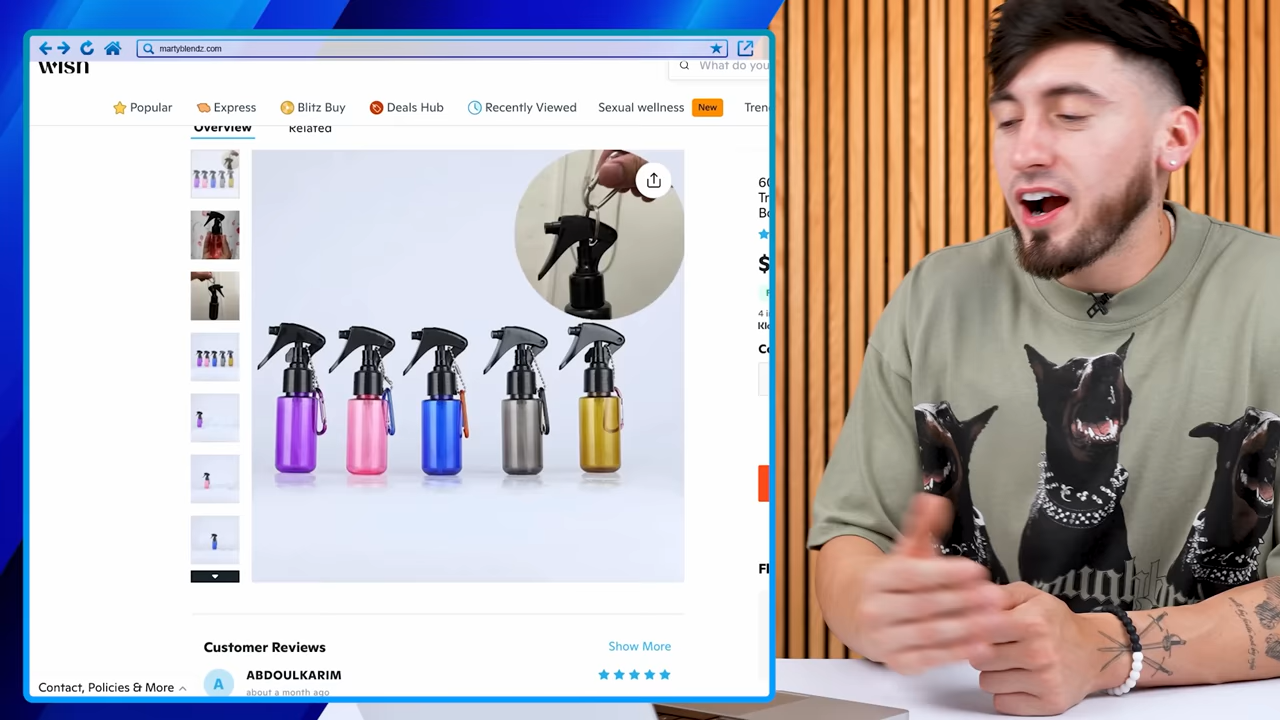 martyblendz.com
wish
What do you
Popular
Express
Blitz Buy
Deals Hub
Recently Viewed
Sexual wellness
New
Overview
Related
$
Customer Reviews
Show More
A
ABDOULKARIM
about a month ago
Contact, Policies & More